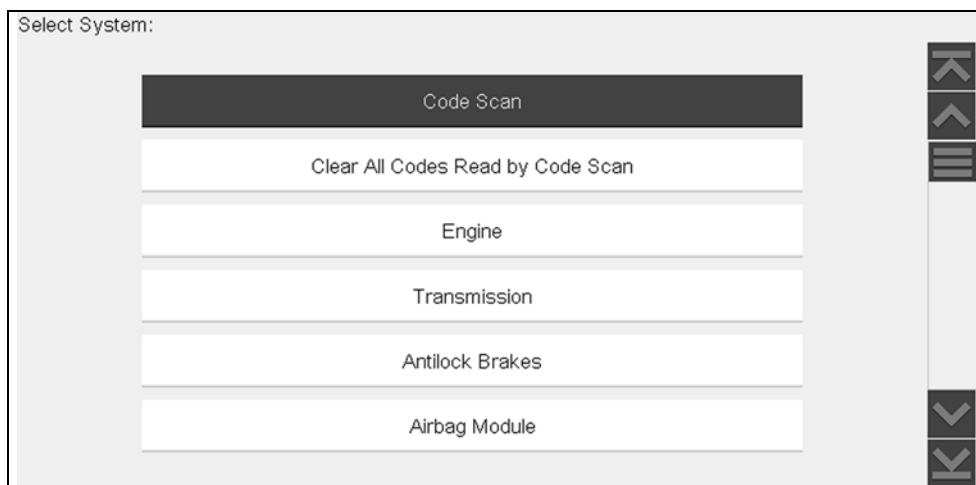 Select System:
Code Scan
Clear All Codes Read by Code Scan
Engine
Transmission
Antilock Brakes
Airbag Module